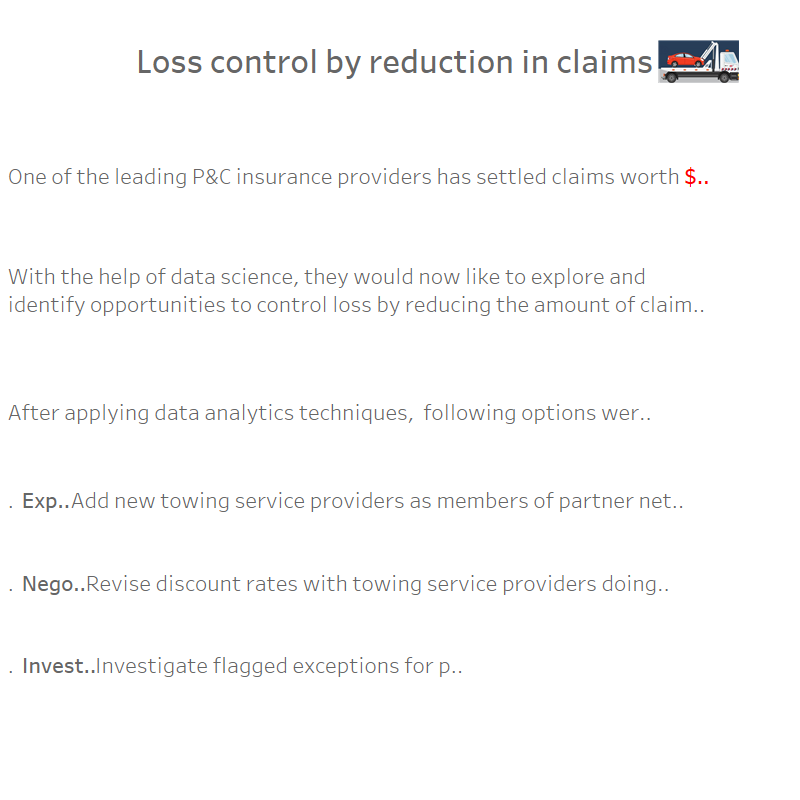 Loss control by reduction in claims
One of the leading P&C insurance providers has settled claims worth $..
With the help of data science, they would now like to explore and
identify opportunities to control loss by reducing the amount of claim..
After applying data analytics techniques,  following options wer..
. Exp..Add new towing service providers as members of partner net..
. Nego..Revise discount rates with towing service providers doing..
. Invest..Investigate flagged exceptions for p..